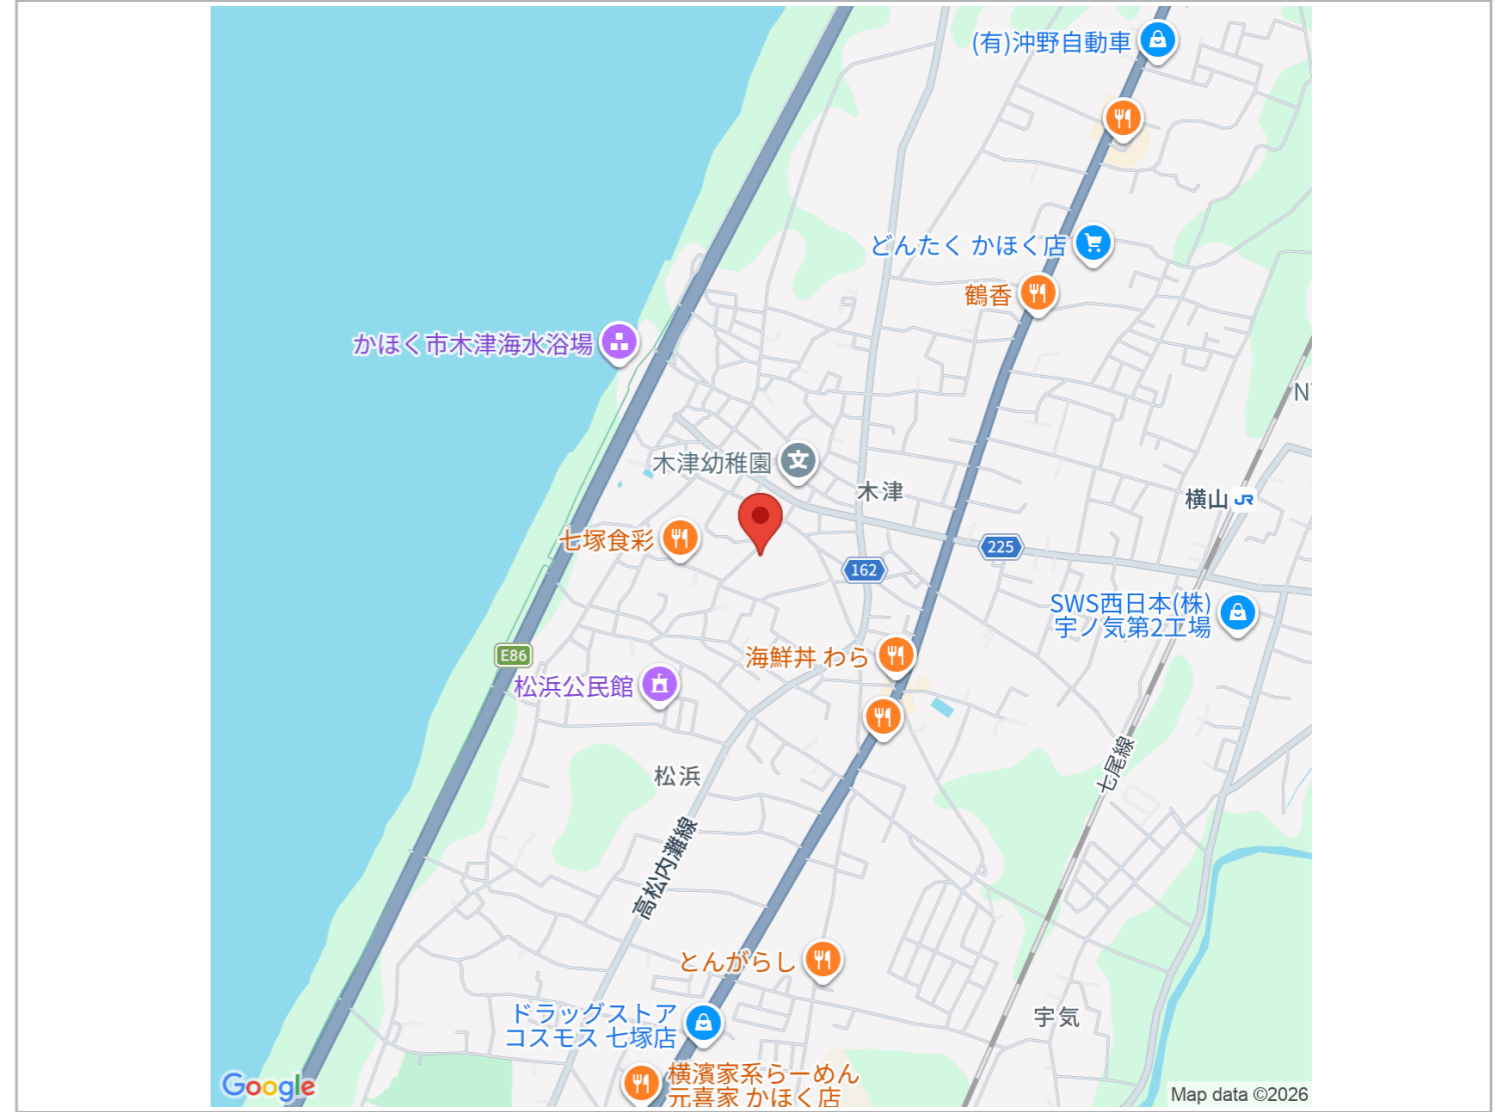 (有)沖野自動車
どんたく かほく店
鶴香
かほく市木津海水浴場
N
木津幼稚園
木津
横山 JR
七塚食彩
225
162
SWS西日本(株)
宇ノ気第2工場
海鮮丼 わら
E86
松浜公民館
七尾線
松浜
高松内灘線
とんがらし
ドラッグストア
コスモス 七塚店
宇気
横濱家系らーめん
元喜家 かほく店
Google
Map data ©2026